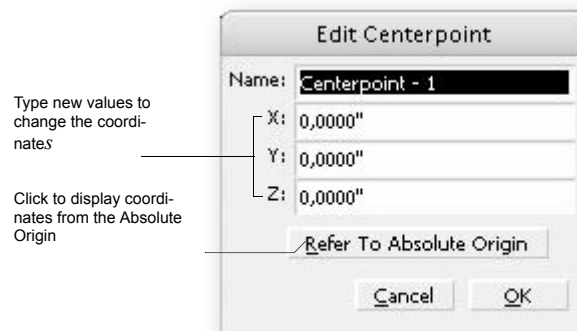 Edit Centerpoint
Name: Centerpoint - 1
Type new values to
change the coordi-
nates
X: 0,0000"
Y: 0,0000"
Z: 0,0000"
Click to display coordi-
nates from the Absolute
Origin
Refer To Absolute Origin
Cancel OK